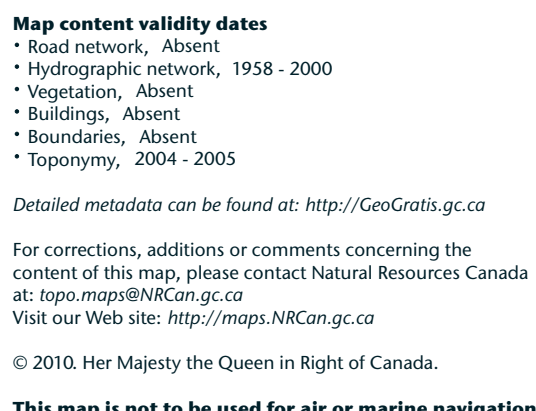 Map content validity dates
• Road network, Absent
• Hydrographic network, 1958 - 2000
• Vegetation, Absent
• Buildings, Absent
• Boundaries, Absent
• Toponymy, 2004 - 2005
Detailed metadata can be found at: http://GeoGratis.gc.ca
For corrections, additions or comments concerning the
content of this map, please contact Natural Resources Canada
at: topo.maps@NRCan.gc.ca
Visit our Web site: http://maps.NRCan.gc.ca
© 2010. Her Majesty the Queen in Right of Canada.
This map is not to be used for air or marine navigation